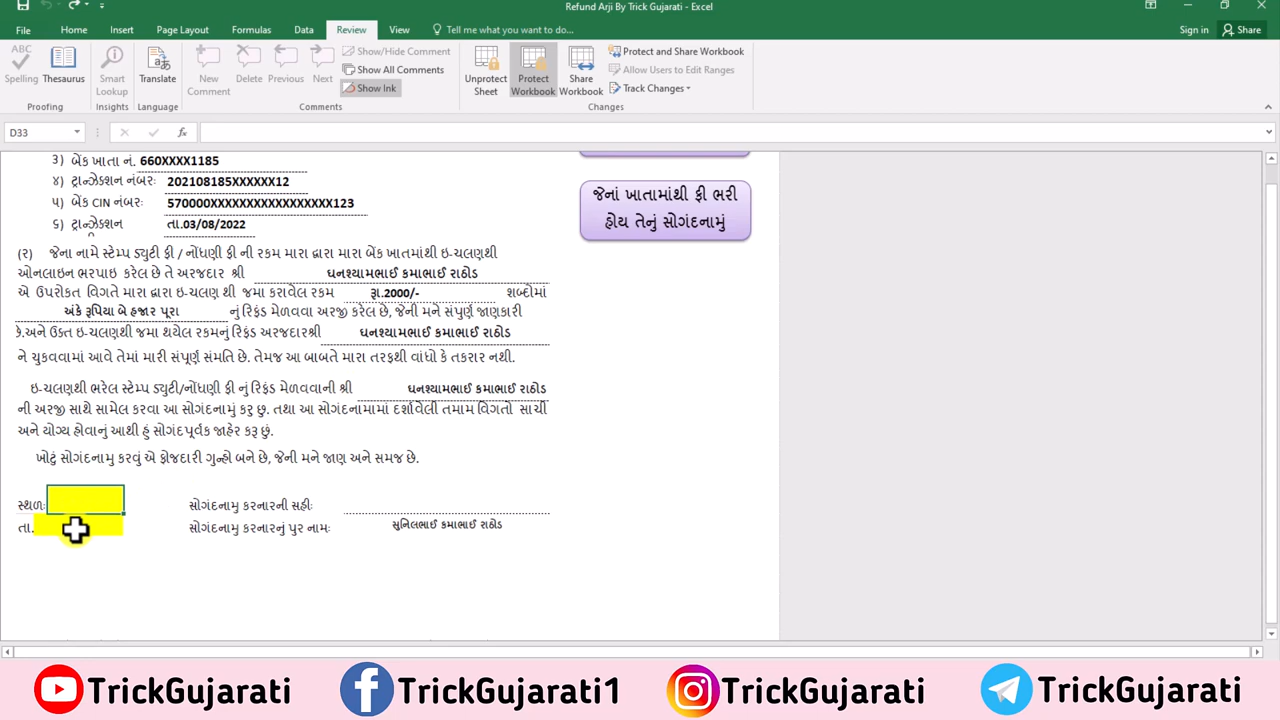 Refund Arji By Trick Gujarati - Excel
File Home Insert Page Layout Formulas Data Review View Tell me what you want to do... Sign in Share
ABC
Spelling Thesaurus Smart Lookup Translate New Comment Delete Previous Next Show/Hide Comment
Show All Comments
Show Ink
Unprotect Sheet Protect Workbook Share Workbook Protect and Share Workbook
Allow Users to Edit Ranges
Track Changes
Proofing Insights Language Comments Changes
D33 fx
3) બેંક ખાતા નં. 660XXXX1185
૪) ટ્રાન્ઝેક્શન નંબરઃ 202108185XXXXXX12
૫) બેંક CIN નંબરઃ 570000XXXXXXXXXXXXXXXXX123
૬) ટ્રાન્ઝેક્શન તા.03/08/2022
જેનાં ખાતામાંથી ફી ભરી
હોય તેનું સોગંદનામું
(ર) જેના નામે સ્ટેમ્પ ડ્યુટી ફી / નોંધણી ફી ની રકમ મારા દ્વારા મારા બેંક ખાતમાંથી ઇ-ચલણથી
ઓનલાઇન ભરપાઇ કરેલ છે તે અરજદાર શ્રી ઘનશ્યામભાઈ કમાભાઈ રાઠોડ
એ ઉપરોકત વિગતે મારા દ્વારા ઇ-ચલણ થી જમા કરાવેલ રકમ રૂા.2000/- શબ્દોમાં
અંકે રૂપિયા બે હજાર પૂરા નું રિફંડ મેળવવા અરજી કરેલ છે, જેની મને સંપુર્ણ જાણકારી
છે.અને ઉક્ત ઇ-ચલણથી જમા થયેલ રકમનું રિફંડ અરજદારશ્રી ઘનશ્યામભાઈ કમાભાઈ રાઠોડ
ને ચુકવવામાં આવે તેમાં મારી સંપુર્ણ સંમતિ છે. તેમજ આ બાબતે મારા તરફથી વાંધો કે તકરાર નથી.
ઇ-ચલણથી ભરેલ સ્ટેમ્પ ડ્યુટી/નોંધણી ફી નું રિફંડ મેળવવાની શ્રી ઘનશ્યામભાઈ કમાભાઈ રાઠોડ
ની અરજી સાથે સામેલ કરવા આ સોગંદનામું કરુ છુ. તથા આ સોગંદનામામાં દર્શાવેલી તમામ વિગતો સાચી
અને યોગ્ય હોવાનું આથી હું સોગંદપૂર્વક જાહેર કરૂ છું.
ખોટું સોગંદનામુ કરવું એ ફોજદારી ગુન્હો બને છે, જેની મને જાણ અને સમજ છે.
સ્થળઃ સોગંદનામુ કરનારની સહીઃ
તા. સોગંદનામુ કરનારનું પુર નામઃ સુનિલભાઈ કમાભાઈ રાઠોડ
TrickGujarati TrickGujarati1 TrickGujarati TrickGujarati